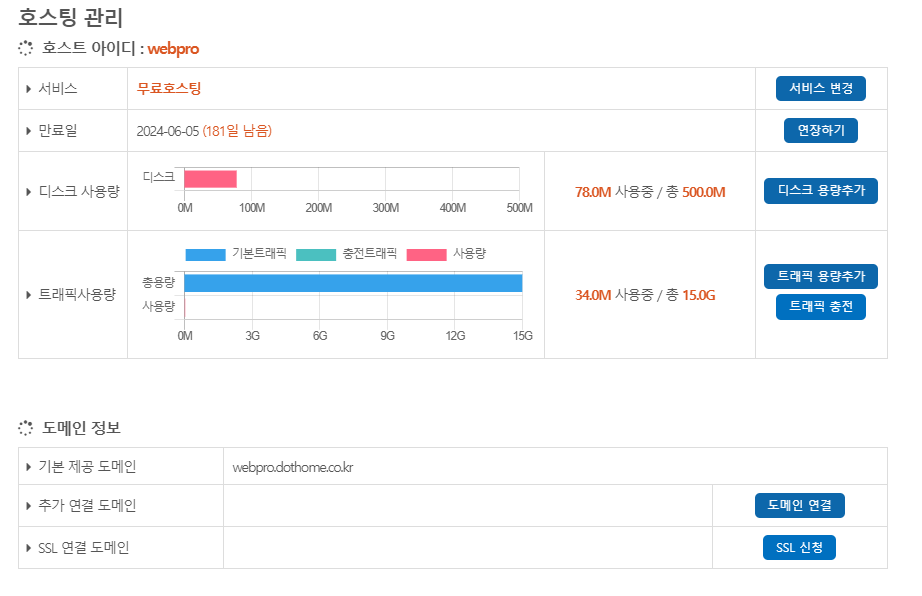 호스팅 관리
호스트 아이디 : webpro
서비스 무료호스팅 서비스 변경
만료일 2024-06-05 (181일 남음) 연장하기
디스크 사용량 디스크 78.0M 사용중 / 총 500.0M 디스크 용량추가
0M 100M 200M 300M 400M 500M
기본트래픽 충전트래픽 사용량
트래픽사용량 총용량 34.0M 사용중 / 총 15.0G 트래픽 용량추가
사용량 트래픽 충전
0M 3G 6G 9G 12G 15G
도메인 정보
기본 제공 도메인 webpro.dothome.co.kr
추가 연결 도메인 도메인 연결
SSL 연결 도메인 SSL 신청